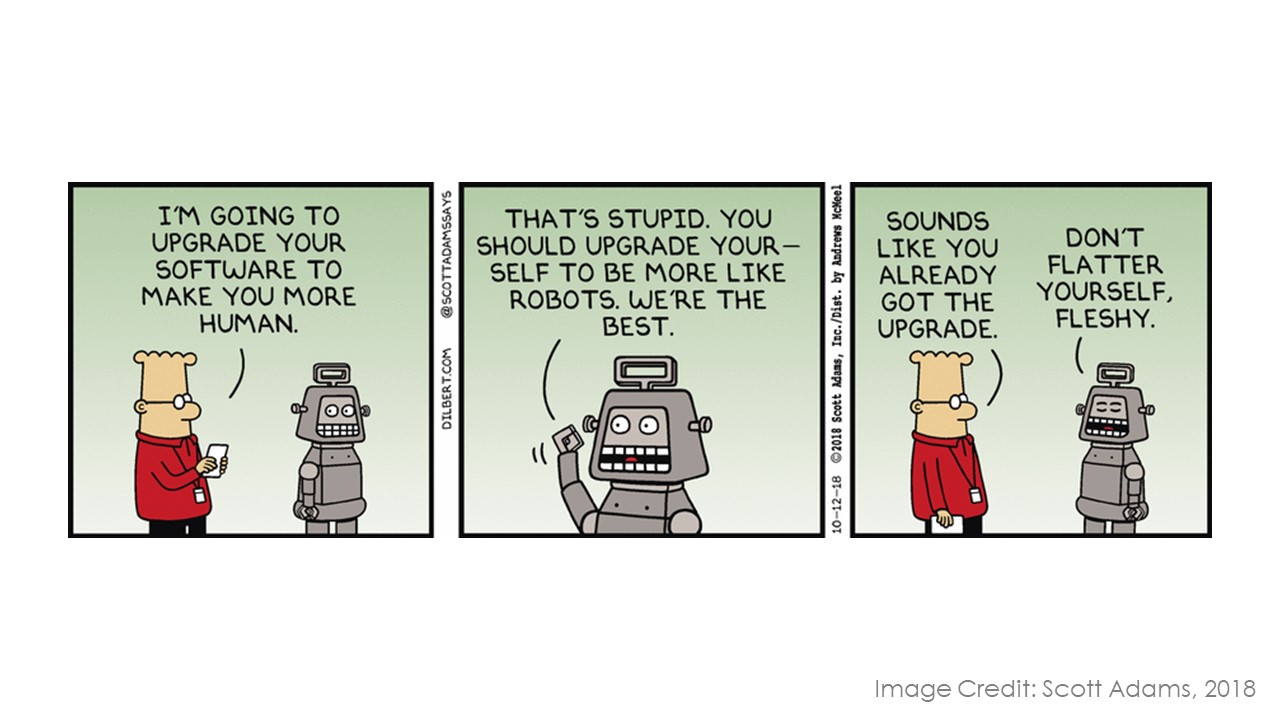 I'M GOING TO
UPGRADE YOUR
SOFTWARE TO
MAKE YOU MORE
HUMAN.
DILBERT.COM @SCOTTADAMSSAYS
THAT'S STUPID. YOU
SHOULD UPGRADE YOUR—
SELF TO BE MORE LIKE
ROBOTS. WE'RE THE
BEST.
10-12-18 ©2018 Scott Adams, Inc./Dist. by Andrews McMeel
SOUNDS
LIKE YOU
ALREADY
GOT THE
UPGRADE.
DON'T
FLATTER
YOURSELF,
FLESHY.
Image Credit: Scott Adams, 2018